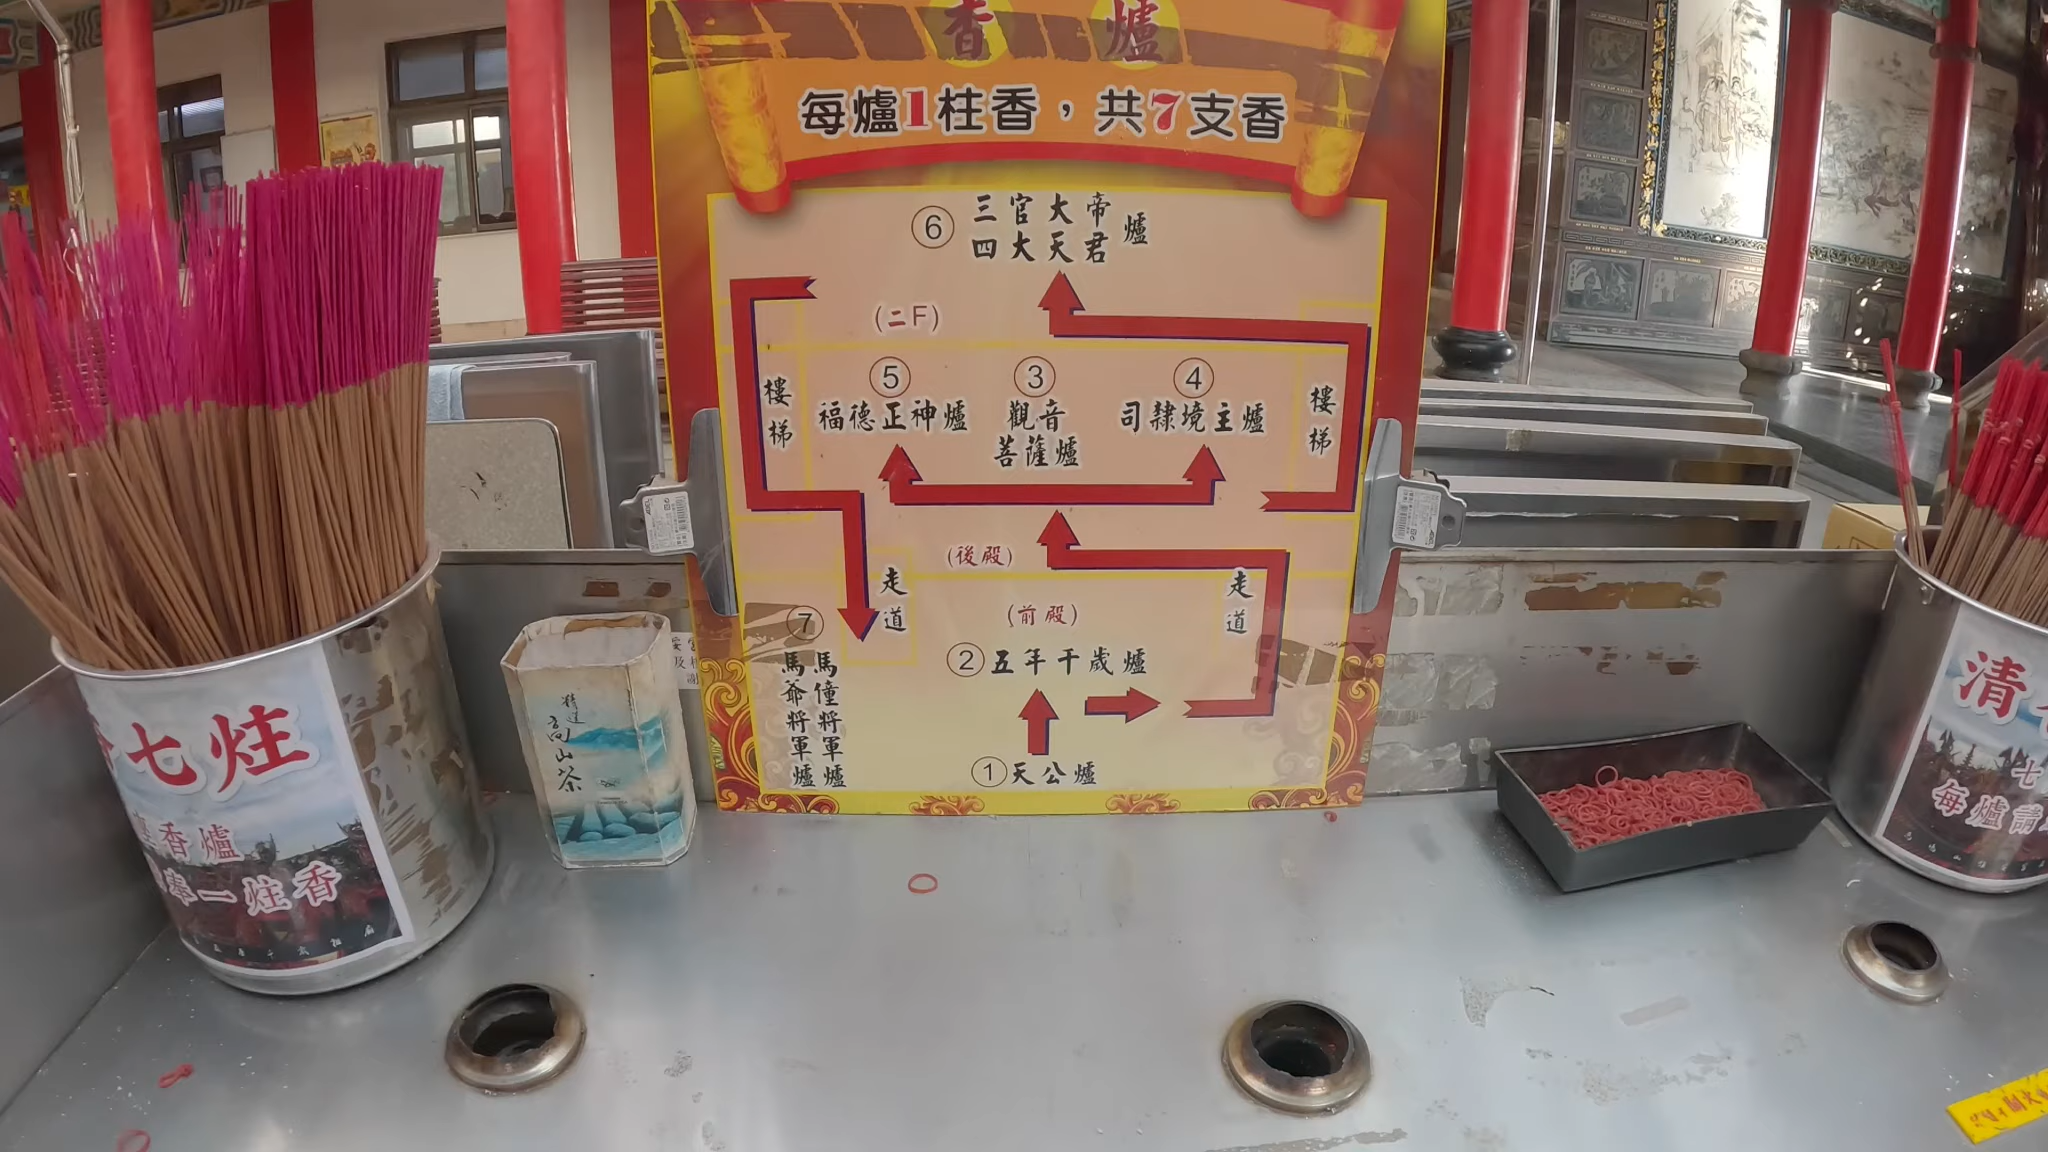 香爐
每爐1柱香，共7支香
⑥ 三官大帝
四大天君
爐
(二F)
樓梯
⑤ 福德正神爐
③ 觀音
菩薩爐
④ 司隸境主爐
樓梯
(後殿)
走道
(前殿)
走道
② 五年千歲爐
⑦
馬僮將軍爐
馬爺將軍爐
① 天公爐
七炷
香爐
奉一炷香
高山茶
清
七
每爐請